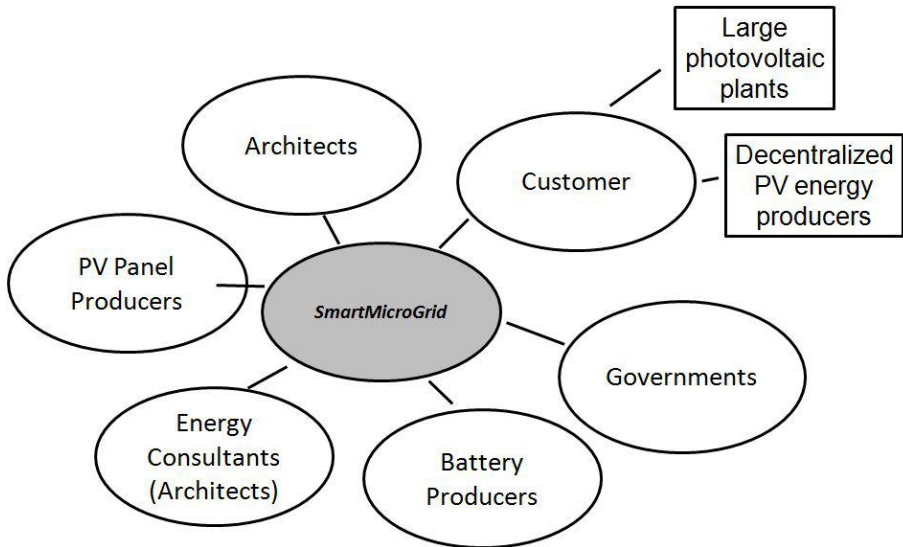 Large
photovoltaic
plants
Architects
Customer
Decentralized
PV energy
producers
PV Panel
Producers
SmartMicroGrid
Governments
Energy
Consultants
(Architects)
Battery
Producers